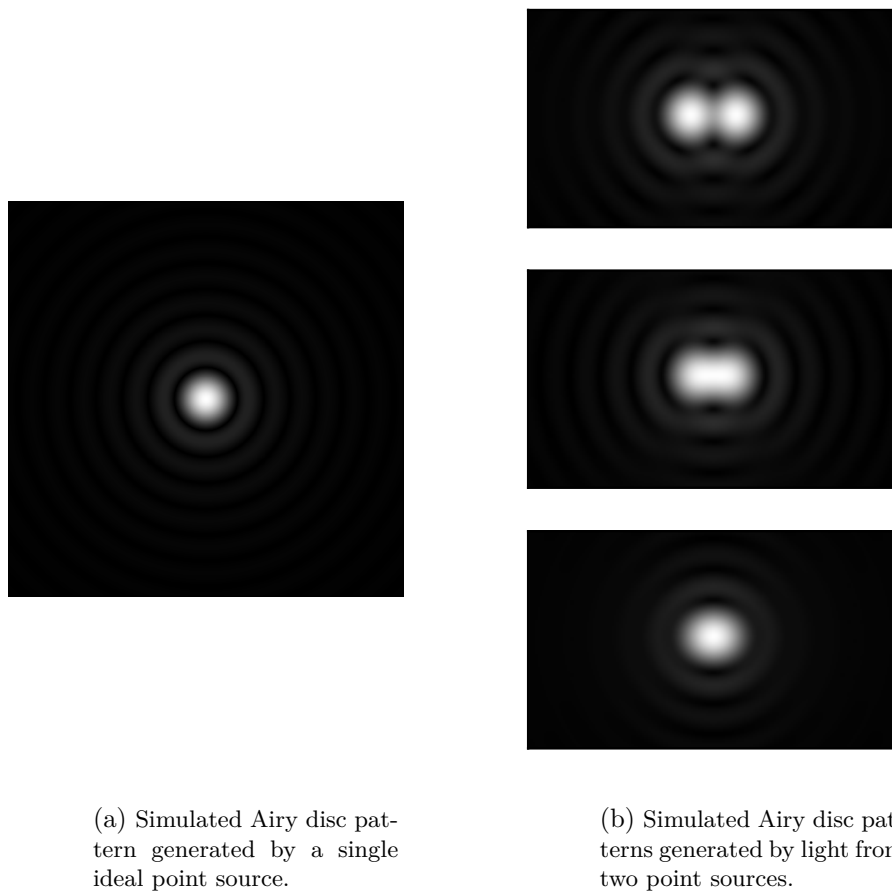 (a) Simulated Airy disc pat-
tern generated by a single
ideal point source.
(b) Simulated Airy disc pat
terns generated by light from
two point sources.